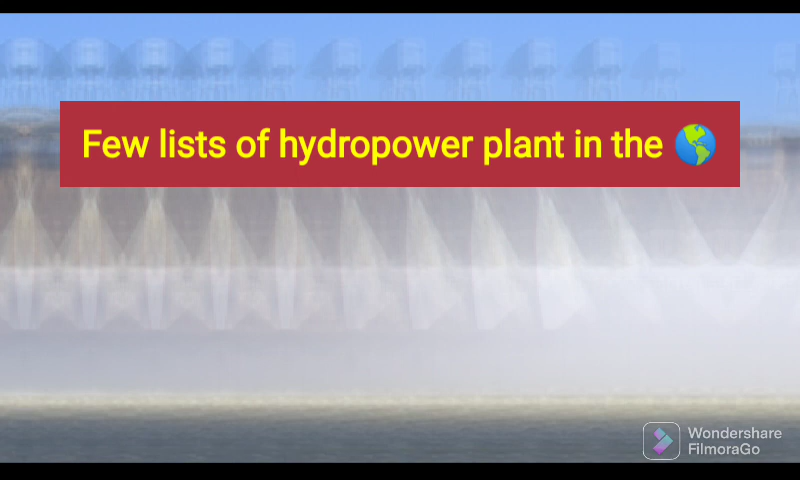 Few lists of hydropower plant in the 🌎
Wondershare
FilmoraGo